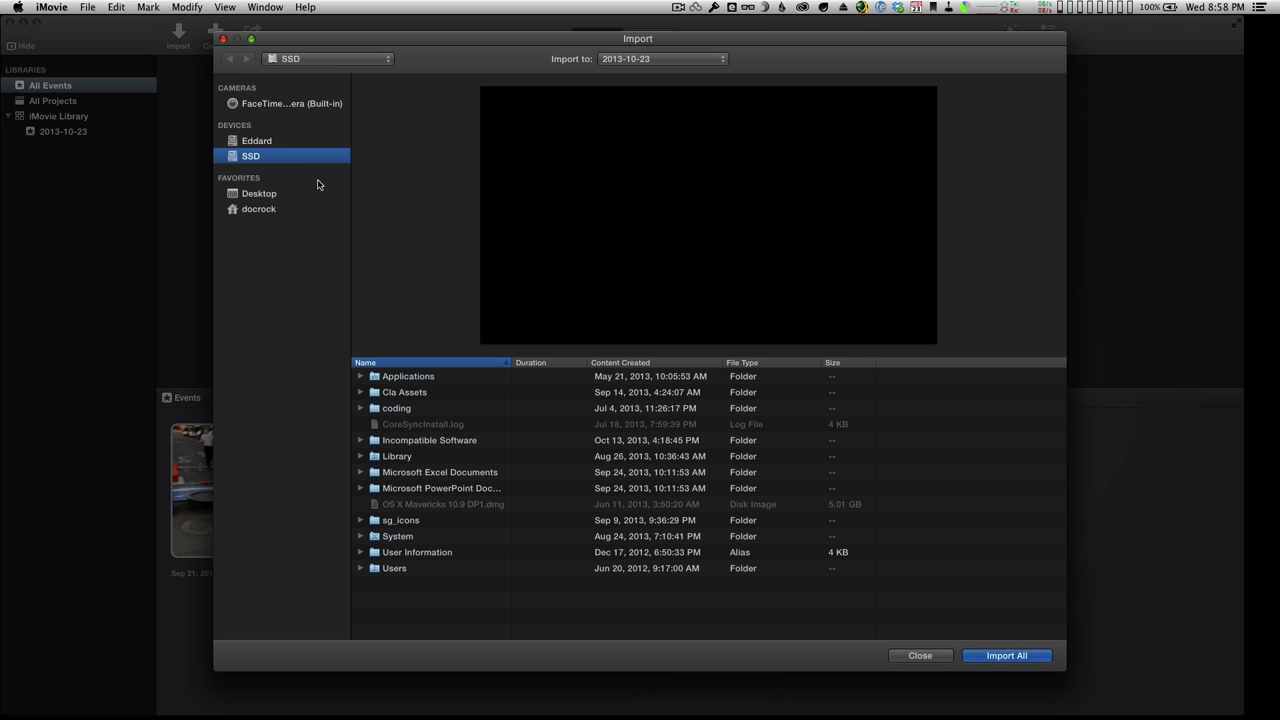 iMovie File Edit Mark Modify View Window Help
100% Wed 8:58 PM
Import
Hide
Import
SSD
Import to: 2013-10-23
LIBRARIES
All Events
All Projects
iMovie Library
2013-10-23
CAMERAS
FaceTime...era (Built-in)
DEVICES
Eddard
SSD
FAVORITES
Desktop
docrock
Name Duration Content Created File Type Size
Applications May 21, 2013, 10:05:53 AM Folder --
Cla Assets Sep 14, 2013, 4:24:07 AM Folder --
coding Jul 4, 2013, 11:26:17 PM Folder --
CoreSyncInstall.log Jul 18, 2013, 7:59:39 PM Log File 4 KB
Incompatible Software Oct 13, 2013, 4:18:45 PM Folder --
Library Aug 26, 2013, 10:36:43 AM Folder --
Microsoft Excel Documents Sep 24, 2013, 10:11:53 AM Folder --
Microsoft PowerPoint Doc... Sep 24, 2013, 10:11:53 AM Folder --
OS X Mavericks 10.9 DP1.dmg Jun 11, 2013, 3:50:20 AM Disk Image 5.01 GB
sg_icons Sep 9, 2013, 9:36:29 PM Folder --
System Aug 24, 2013, 7:10:41 PM Folder --
User Information Dec 17, 2012, 6:50:33 PM Alias 4 KB
Users Jun 20, 2012, 9:17:00 AM Folder --
Events
Sep 21, 201
Close Import All